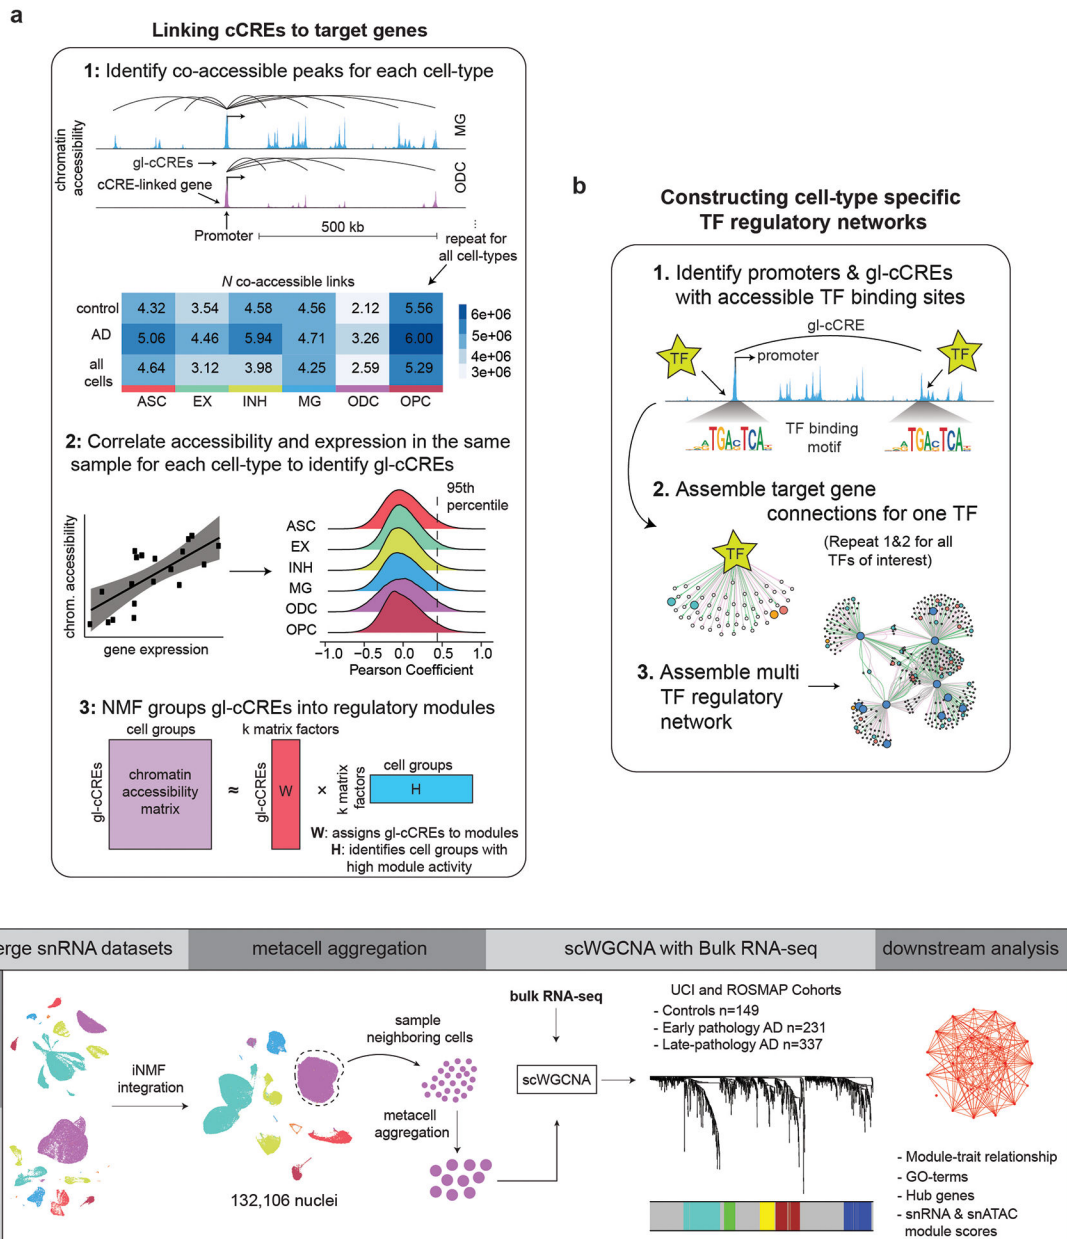 a
Linking cCREs to target genes
1: Identify co-accessible peaks for each cell-type
chromatin
accessibility
MG
gl-cCREs
cCRE-linked gene
ODC
Promoter
500 kb
...
repeat for
all cell-types
N co-accessible links
control 4.32 3.54 4.58 4.56 2.12 5.56
AD 5.06 4.46 5.94 4.71 3.26 6.00
all
cells
4.64 3.12 3.98 4.25 2.59 5.29
6e+06
5e+06
4e+06
3e+06
ASC EX INH MG ODC OPC
2: Correlate accessibility and expression in the same
sample for each cell-type to identify gl-cCREs
chrom. accessibility
gene expression
95th
percentile
ASC
EX
INH
MG
ODC
OPC
−1.0 −0.5 0.0 0.5 1.0
Pearson Coefficient
3: NMF groups gl-cCREs into regulatory modules
cell groups
k matrix factors
gl-cCREs
chromatin
accessibility
matrix
≈
gl-cCREs
W
×
k matrix
factors
cell groups
H
W: assigns gl-cCREs to modules
H: identifies cell groups with
high module activity
b
Constructing cell-type specific
TF regulatory networks
1. Identify promoters & gl-cCREs
with accessible TF binding sites
gl-cCRE
TF
promoter
TF
TGACTCA
TF binding
motif
TGACTCA
2. Assemble target gene
connections for one TF
TF
(Repeat 1&2 for all
TFs of interest)
3. Assemble multi
TF regulatory
network
erge snRNA datasets
metacell aggregation
scWGCNA with Bulk RNA-seq
downstream analysis
iNMF
integration
sample
neighboring cells
metacell
aggregation
132,106 nuclei
bulk RNA-seq
scWGCNA
UCI and ROSMAP Cohorts
- Controls n=149
- Early pathology AD n=231
- Late-pathology AD n=337
- Module-trait relationship
- GO-terms
- Hub genes
- snRNA & snATAC
module scores